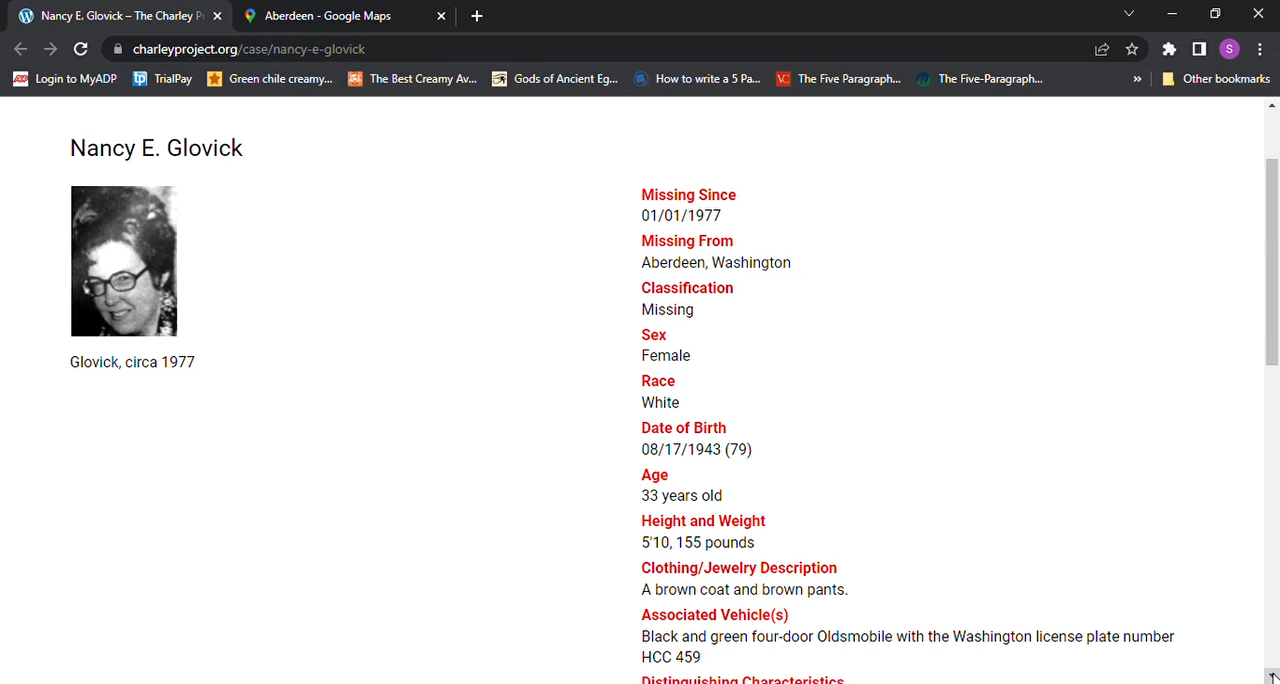 Nancy E. Glovick – The Charley P
Aberdeen - Google Maps
charleyproject.org/case/nancy-e-glovick
S
Login to MyADP
tp TrialPay
Green chile creamy...
The Best Creamy Av...
Gods of Ancient Eg...
How to write a 5 Pa...
VC The Five Paragraph...
The Five-Paragraph...
»
Other bookmarks
Nancy E. Glovick
Glovick, circa 1977
Missing Since
01/01/1977
Missing From
Aberdeen, Washington
Classification
Missing
Sex
Female
Race
White
Date of Birth
08/17/1943 (79)
Age
33 years old
Height and Weight
5'10, 155 pounds
Clothing/Jewelry Description
A brown coat and brown pants.
Associated Vehicle(s)
Black and green four-door Oldsmobile with the Washington license plate number
HCC 459
Distinguishing Characteristics